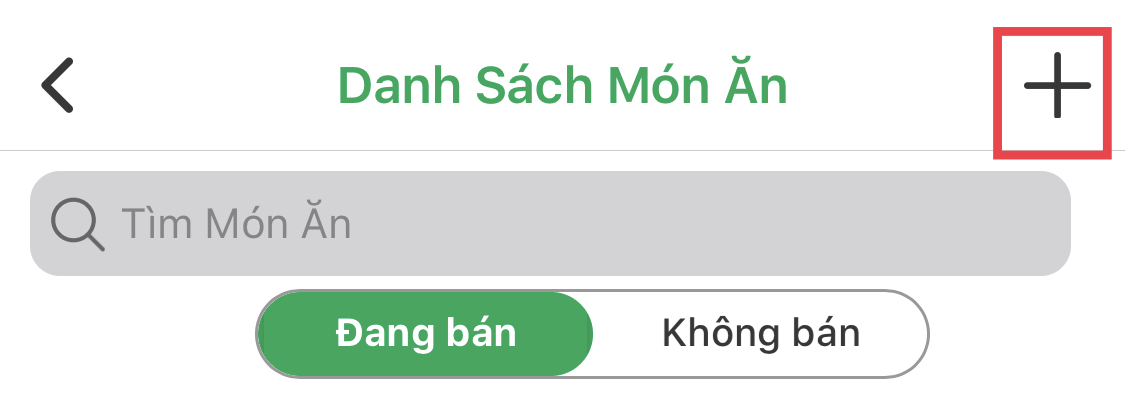 Danh Sách Món Ăn
Tìm Món Ăn
Đang bán
Không bán